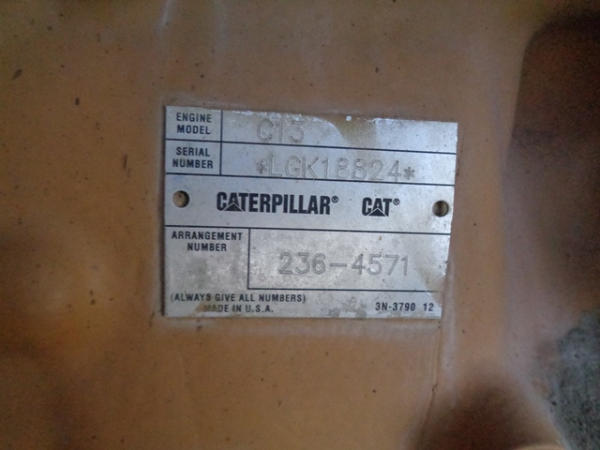 ENGINE MODEL C13
SERIAL NUMBER *LGK18824*
CATERPILLAR® CAT®
ARRANGEMENT NUMBER 236-4571
(ALWAYS GIVE ALL NUMBERS)
MADE IN U.S.A. 3N-3790 12